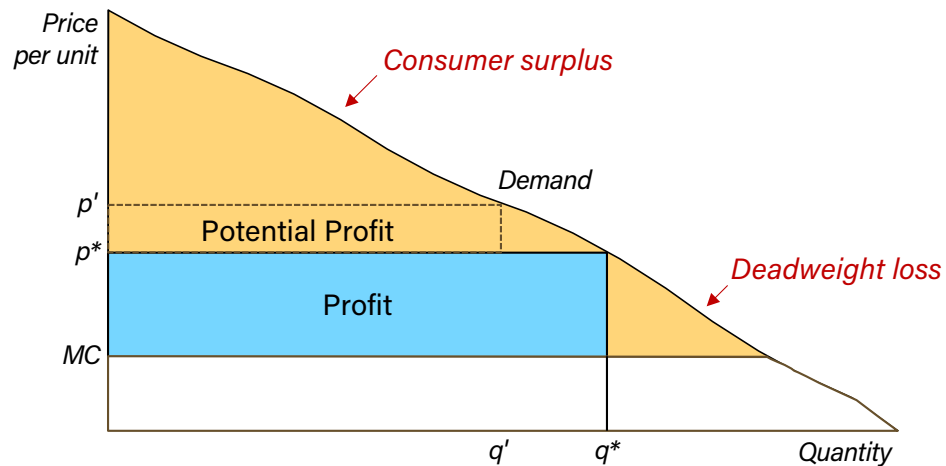 Price
per unit
Consumer surplus
Demand
p'
Potential Profit
p*
Deadweight loss
Profit
MC
q'
q*
Quantity